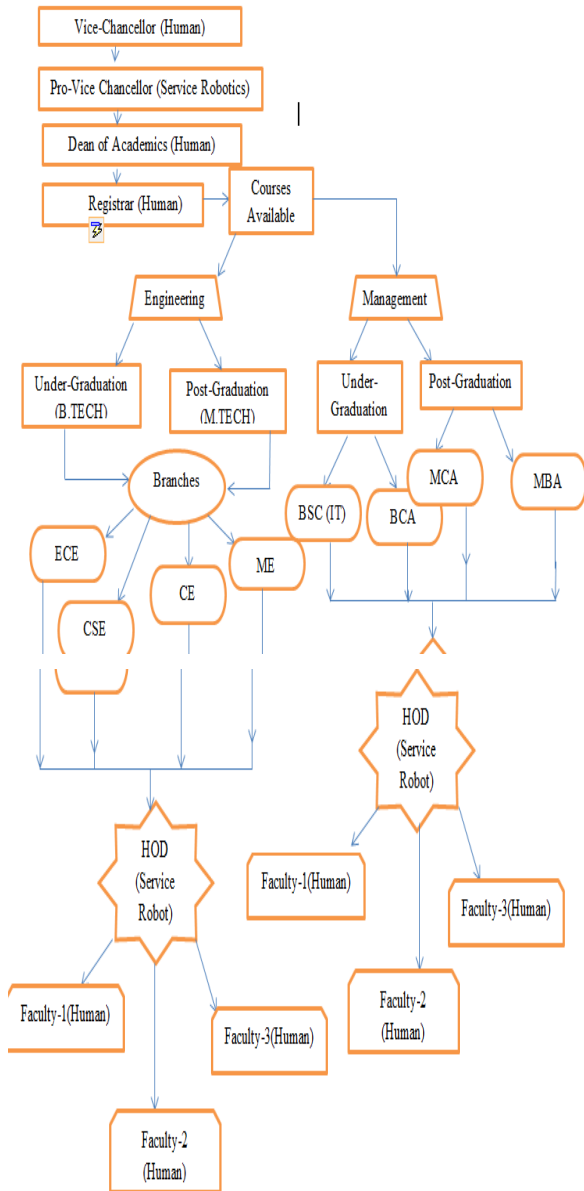 Vice-Chancellor (Human)
Pro-Vice Chancellor (Service Robotics)
Dean of Academics (Human)
Registrar (Human)
Courses
Available
Engineering
Management
Under-Graduation
(B.TECH)
Post-Graduation
(M.TECH)
Under-
Graduation
Post-Graduation
Branches
BSC (IT)
BCA
MCA
MBA
ECE
CSE
CE
ME
HOD
(Service
Robot)
Faculty-1(Human)
Faculty-2
(Human)
Faculty-3(Human)
HOD
(Service
Robot)
Faculty-1(Human)
Faculty-2
(Human)
Faculty-3(Human)